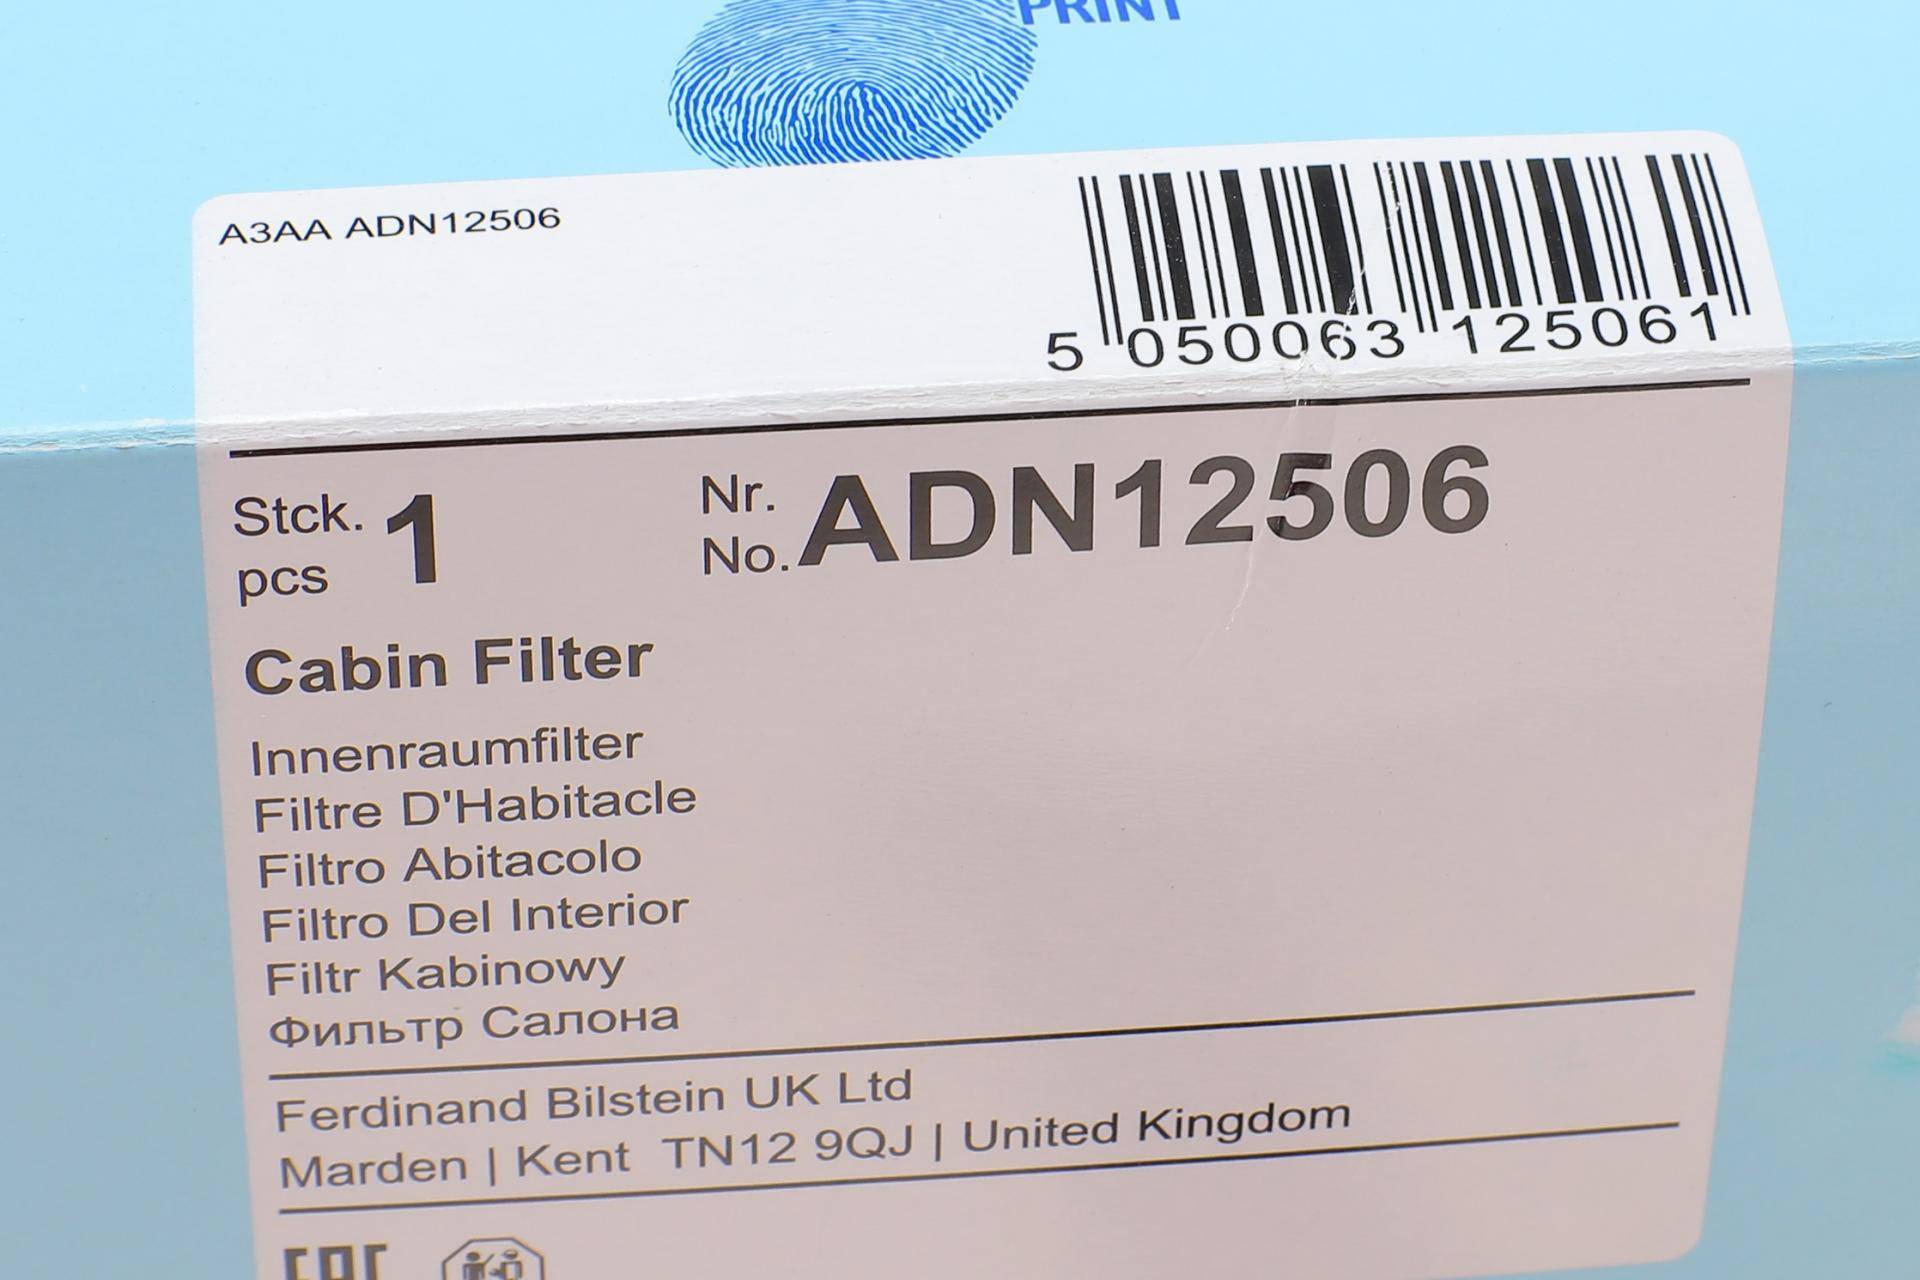 PRINT
A3AA ADN12506
5 050063 125061
Stck. pcs 1 Nr. No. ADN12506
Cabin Filter
Innenraumfilter
Filtre D'Habitacle
Filtro Abitacolo
Filtro Del Interior
Filtr Kabinowy
Фильтр Салона
Ferdinand Bilstein UK Ltd
Marden | Kent TN12 9QJ | United Kingdom
EAC